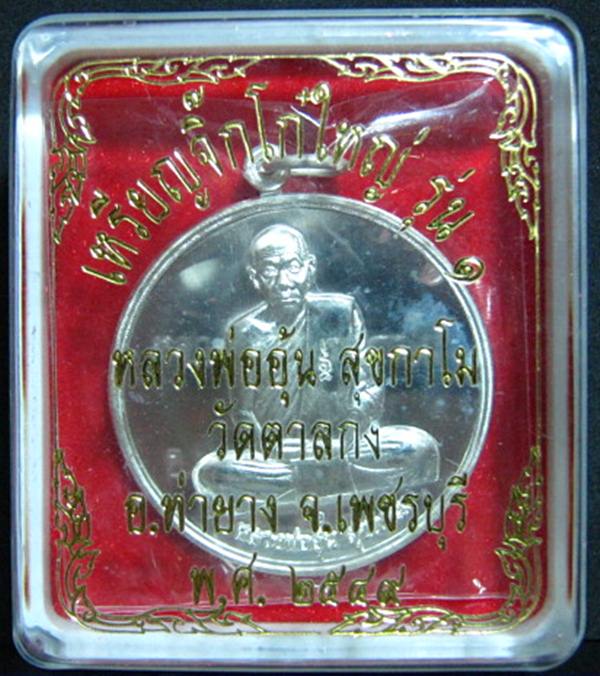 เหรียญจิ๊กโก๋ใหญ่ รุ่น ๑
หลวงพ่ออุ้น สุขกาโม
วัดตาลกง
อ.ท่ายาง จ.เพชรบุรี
พ.ศ. ๒๕๔๙